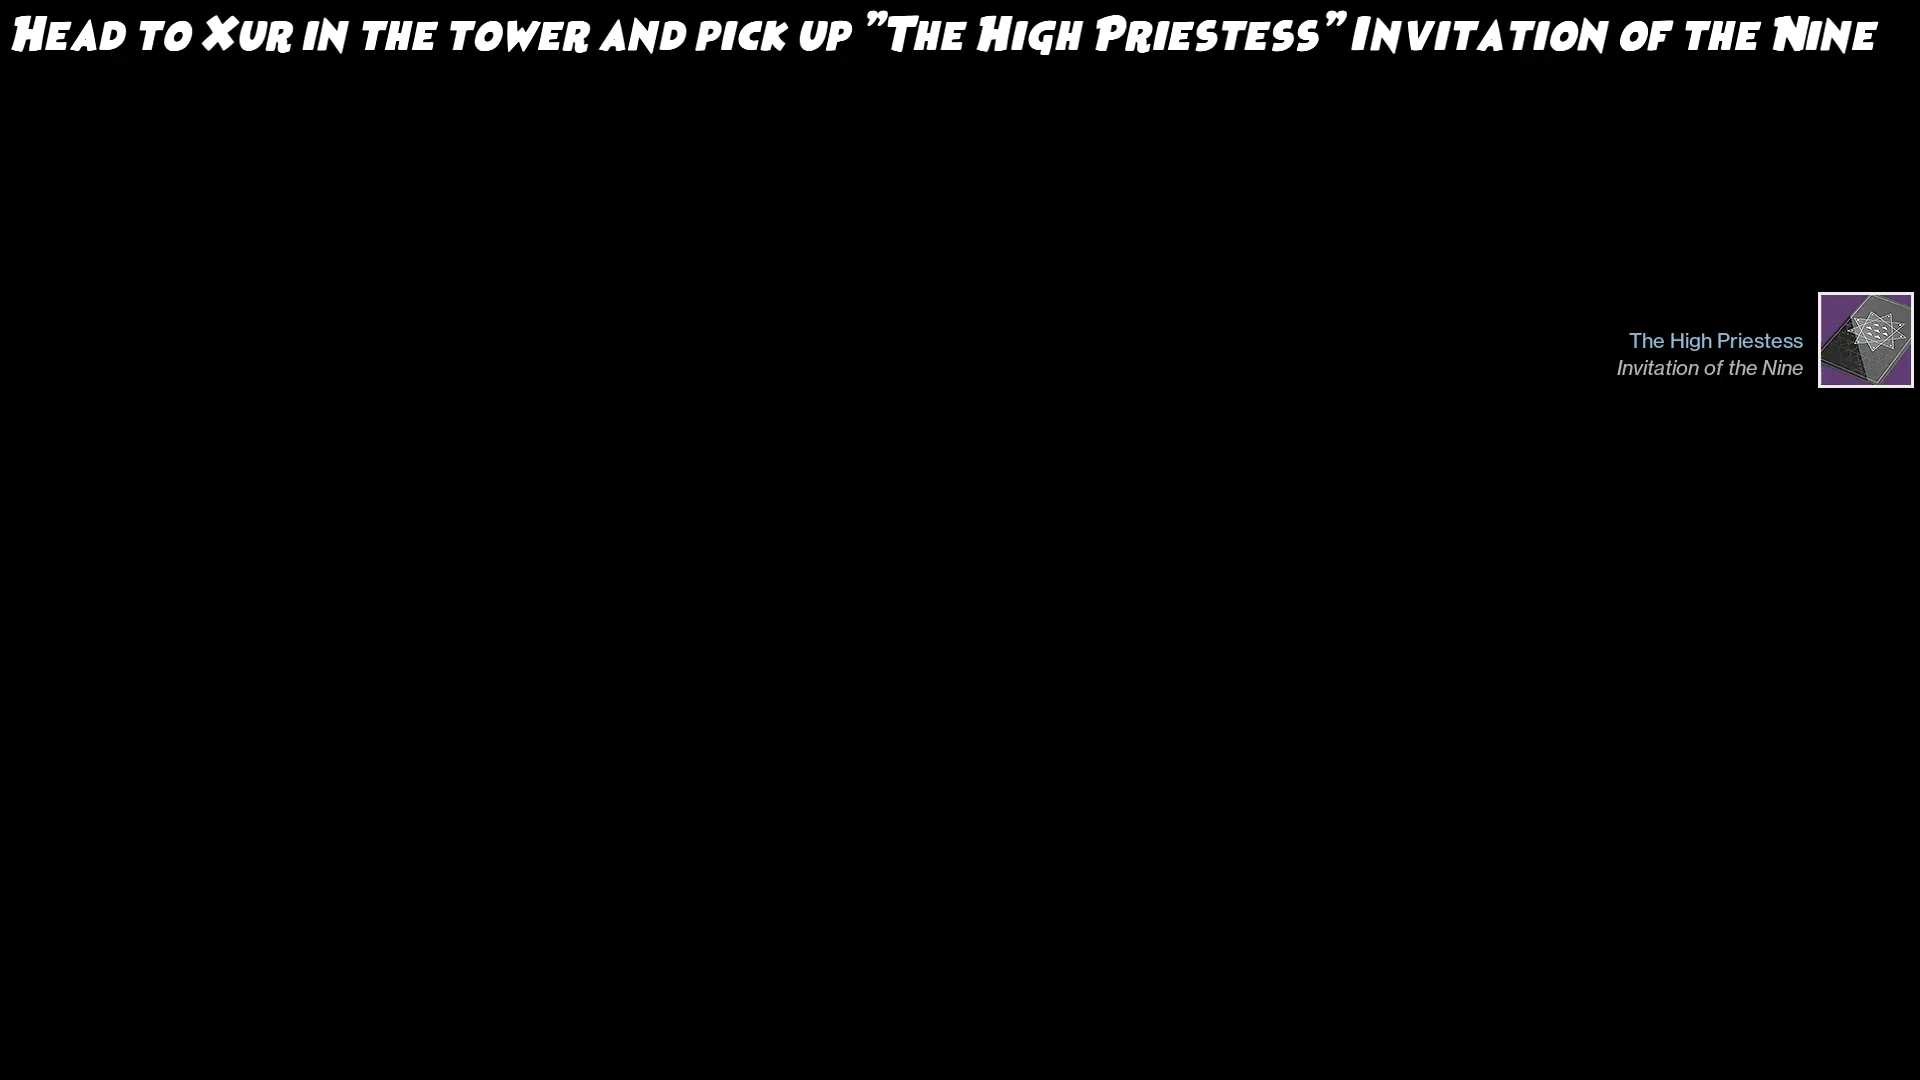 Head to Xur in the tower and pick up "The High Priestess" Invitation of the Nine
The High Priestess
Invitation of the Nine